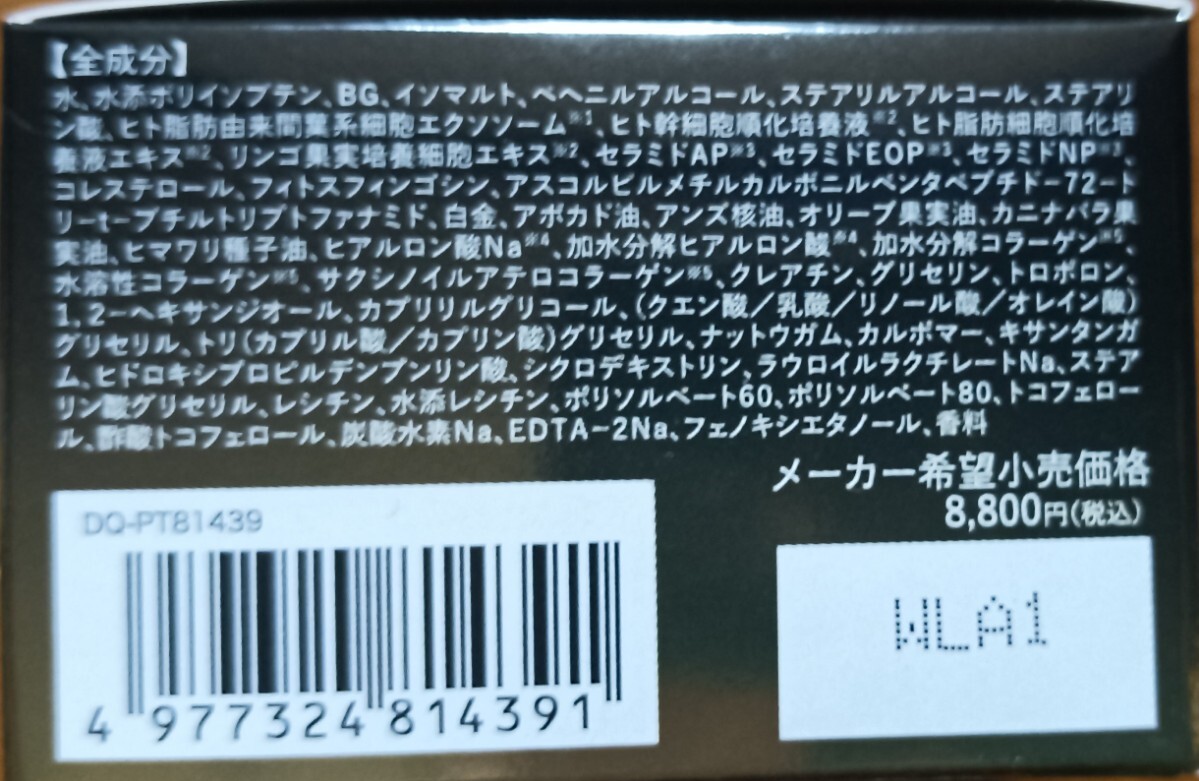 【全成分】
水、水添ポリイソブテン、BG、イソマルト、ベヘニルアルコール、ステアリルアルコール、ステアリ
ン酸、ヒト脂肪由来間葉系細胞エクソソーム※1、ヒト幹細胞順化培養液※2、ヒト脂肪細胞順化培
養液エキス※2、リンゴ果実培養細胞エキス※2、セラミドAP※3、セラミドEOP※3、セラミドNP※3、
コレステロール、フィトスフィンゴシン、アスコルビルメチルカルボニルペンタペプチド-72-ト
リ-t-ブチルトリプトファナミド、白金、アボカド油、アンズ核油、オリーブ果実油、カニナバラ果
実油、ヒマワリ種子油、ヒアルロン酸Na※4、加水分解ヒアルロン酸※4、加水分解コラーゲン※5、
水溶性コラーゲン※5、サクシノイルアテロコラーゲン※5、クレアチン、グリセリン、トロポロン、
1,2-ヘキサンジオール、カプリリルグリコール、(クエン酸/乳酸/リノール酸/オレイン酸)
グリセリル、トリ(カプリル酸/カプリン酸)グリセリル、ナットウガム、カルボマー、キサンタンガ
ム、ヒドロキシプロピルデンプンリン酸、シクロデキストリン、ラウロイルラクチレートNa、ステア
リン酸グリセリル、レシチン、水添レシチン、ポリソルベート60、ポリソルベート80、トコフェロー
ル、酢酸トコフェロール、炭酸水素Na、EDTA-2Na、フェノキシエタノール、香料
メーカー希望小売価格
8,800円(税込)
DQ-PT81439
4 977324 814391
WLA1